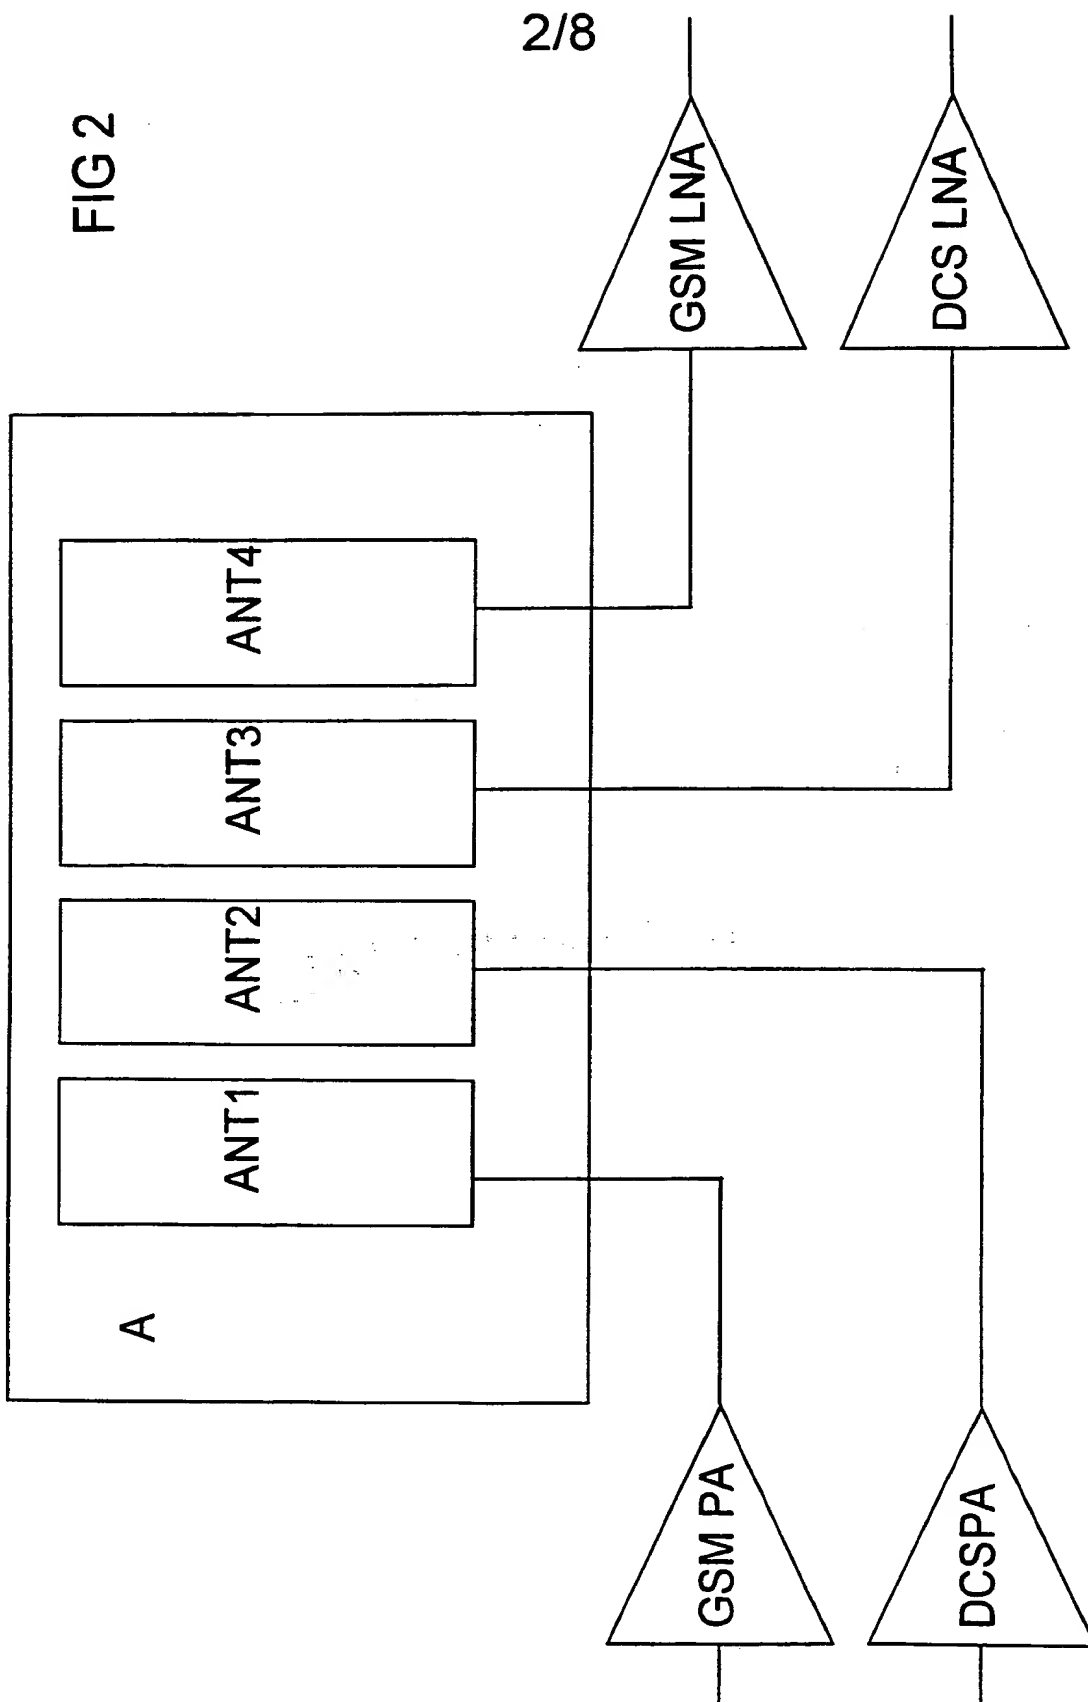 2/8
FIG 2
A
ANT1
ANT2
ANT3
ANT4
GSM PA
DCSPA
GSM LNA
DCS LNA